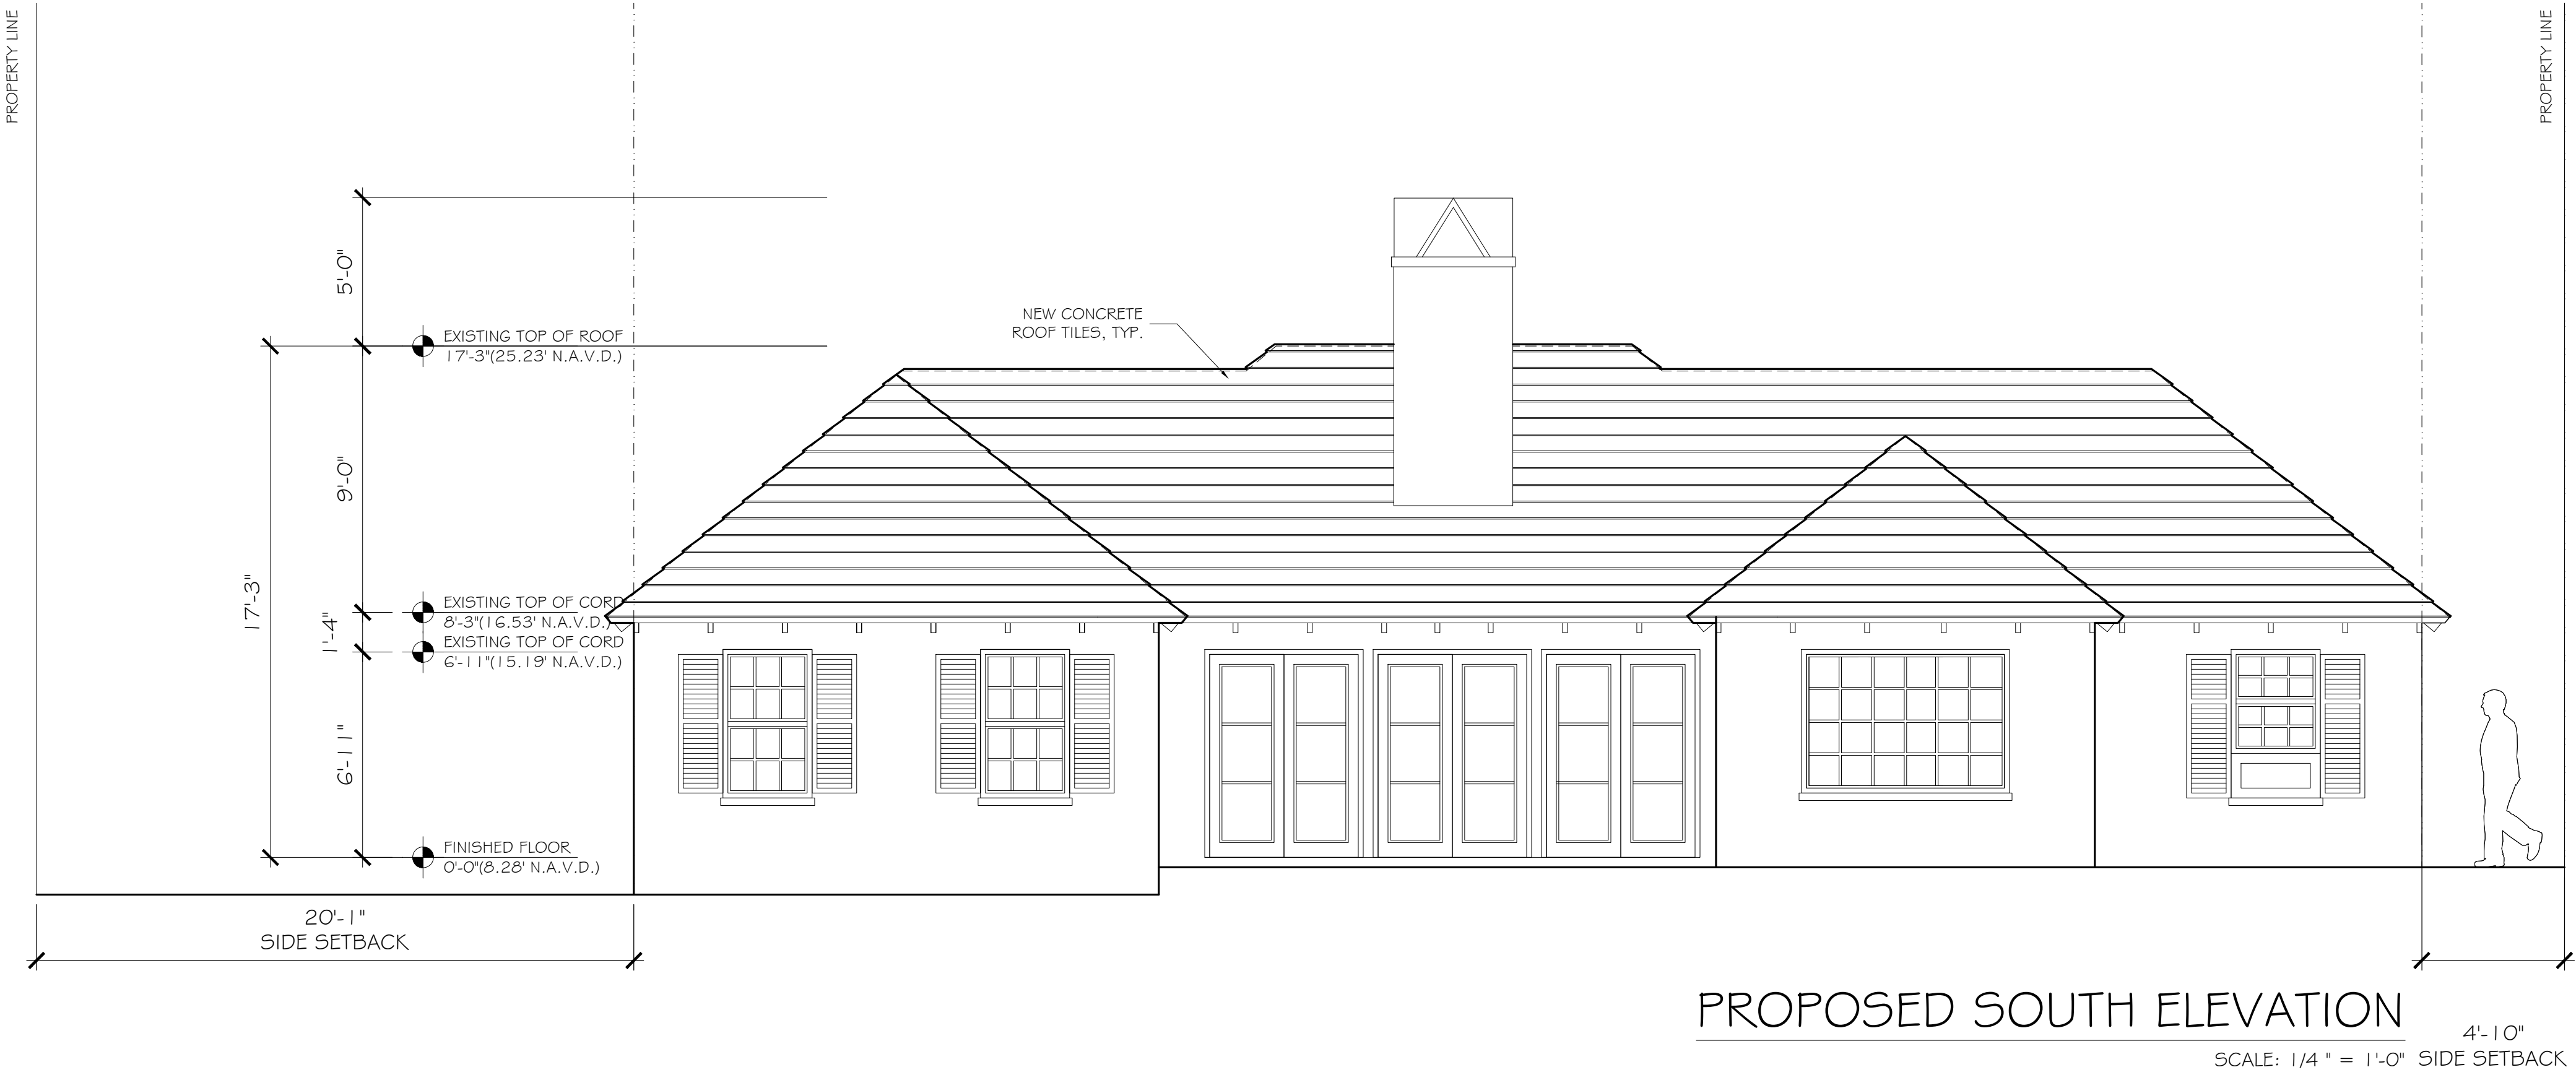 PROPERTY LINE
PROPERTY LINE
5'-0"
NEW CONCRETE
ROOF TILES, TYP.
EXISTING TOP OF ROOF
17'-3"(25.23' N.A.V.D.)
9'-0"
17'-3"
EXISTING TOP OF CORD
8'-3"(16.53' N.A.V.D.)
1'-4"
EXISTING TOP OF CORD
6'-11"(15.19' N.A.V.D.)
6'-11"
FINISHED FLOOR
0'-0"(8.28' N.A.V.D.)
20'-1"
SIDE SETBACK
PROPOSED SOUTH ELEVATION
SCALE: 1/4 " = 1'-0"
4'-10"
SIDE SETBACK